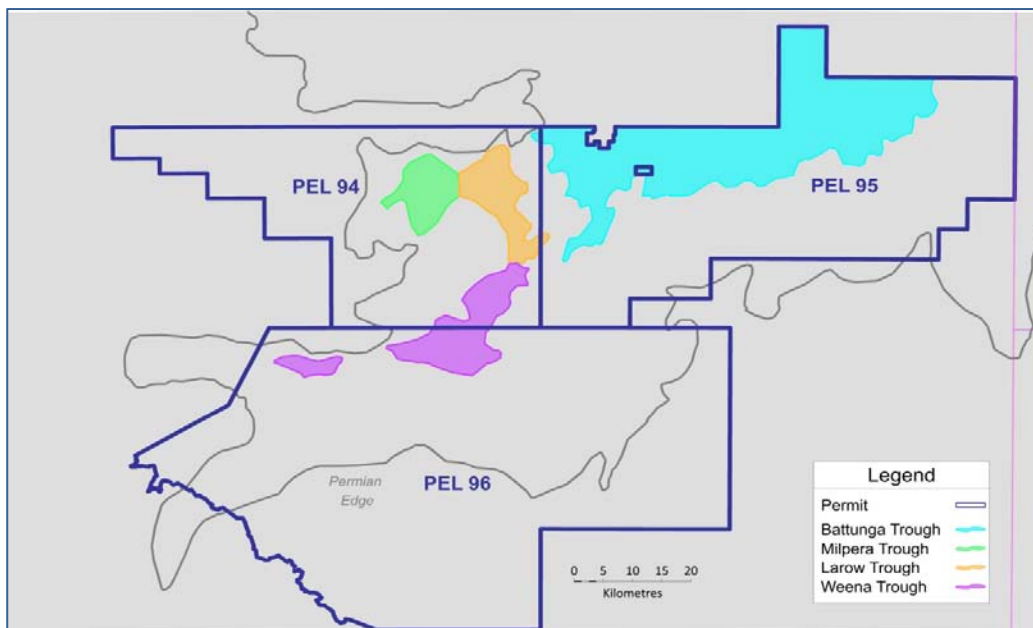 PEL 94
PEL 95
Permian
Edge
PEL 96
0 5 10 15 20
Kilometres
Legend
Permit
Battunga Trough
Milpera Trough
Larow Trough
Weena Trough